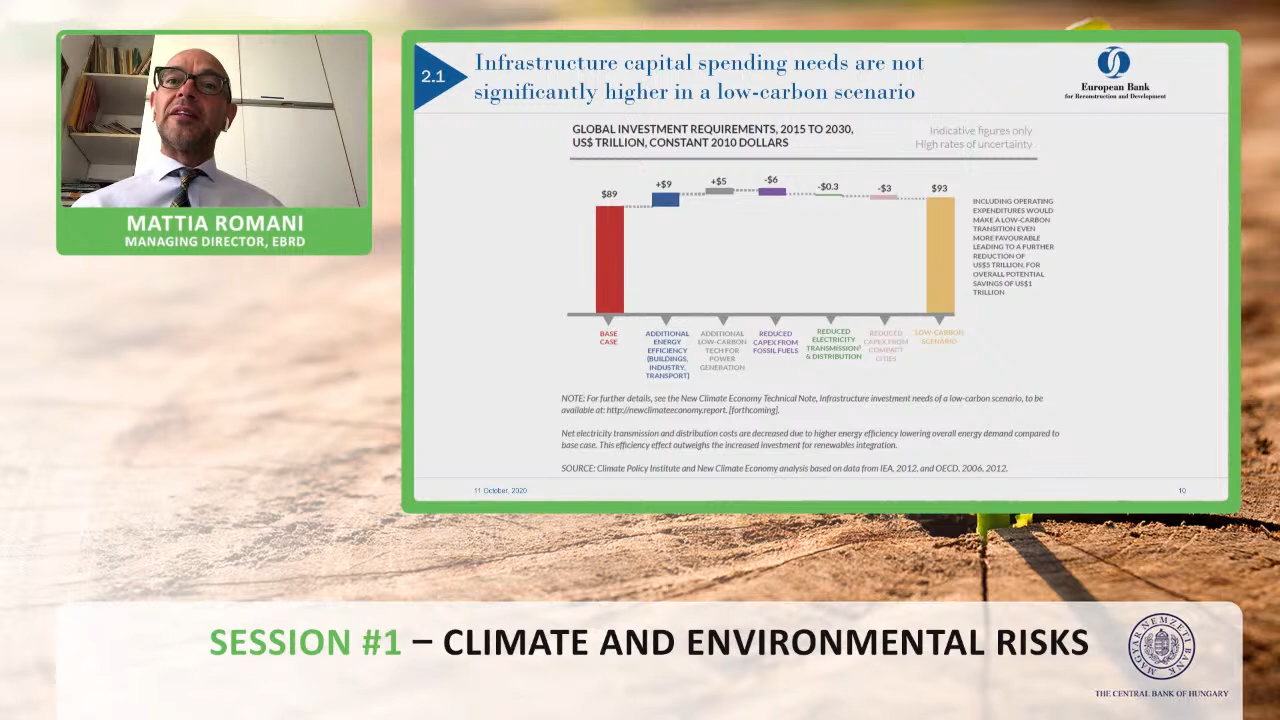 MATTIA ROMANI
MANAGING DIRECTOR, EBRD
2.1
Infrastructure capital spending needs are not
significantly higher in a low-carbon scenario
European Bank
for Reconstruction and Development
GLOBAL INVESTMENT REQUIREMENTS, 2015 TO 2030,
US$ TRILLION, CONSTANT 2010 DOLLARS
Indicative figures only
High rates of uncertainty
$89
+$9
+$5
-$6
-$0.3
-$3
$93
INCLUDING OPERATING
EXPENDITURES WOULD
MAKE A LOW-CARBON
TRANSITION EVEN
MORE FAVOURABLE
LEADING TO A FURTHER
REDUCTION OF
US$5 TRILLION, FOR
OVERALL POTENTIAL
SAVINGS OF US$1
TRILLION
BASE
CASE
ADDITIONAL
ENERGY
EFFICIENCY
(BUILDINGS,
INDUSTRY,
TRANSPORT)
ADDITIONAL
LOW-CARBON
TECH FOR
POWER
GENERATION
REDUCED
CAPEX FROM
FOSSIL FUELS
REDUCED
ELECTRICITY
TRANSMISSION¹
& DISTRIBUTION
REDUCED
CAPEX FROM
COMPACT
CITIES
LOW-CARBON
SCENARIO
NOTE: For further details, see the New Climate Economy Technical Note, Infrastructure investment needs of a low-carbon scenario, to be
available at: http://newclimateeconomy.report. [forthcoming].
Net electricity transmission and distribution costs are decreased due to higher energy efficiency lowering overall energy demand compared to
base case. This efficiency effect outweighs the increased investment for renewables integration.
SOURCE: Climate Policy Institute and New Climate Economy analysis based on data from IEA, 2012, and OECD, 2006, 2012.
11 October, 2020
10
SESSION #1 – CLIMATE AND ENVIRONMENTAL RISKS
MAGYAR NEMZETI BANK
THE CENTRAL BANK OF HUNGARY